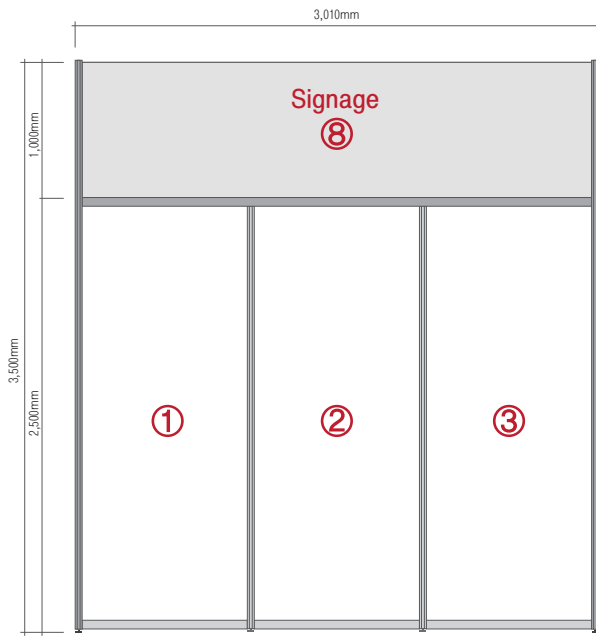 3,010mm
Signage
⑧
1,000mm
3,500mm
2,500mm
① ② ③